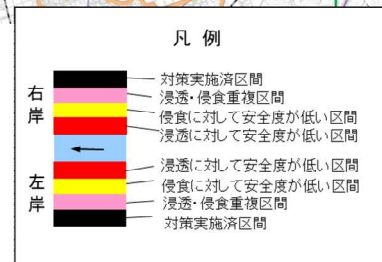 凡 例
右岸
対策実施済区間
浸透・侵食重複区間
侵食に対して安全度が低い区間
浸透に対して安全度が低い区間
左岸
浸透に対して安全度が低い区間
侵食に対して安全度が低い区間
浸透・侵食重複区間
対策実施済区間